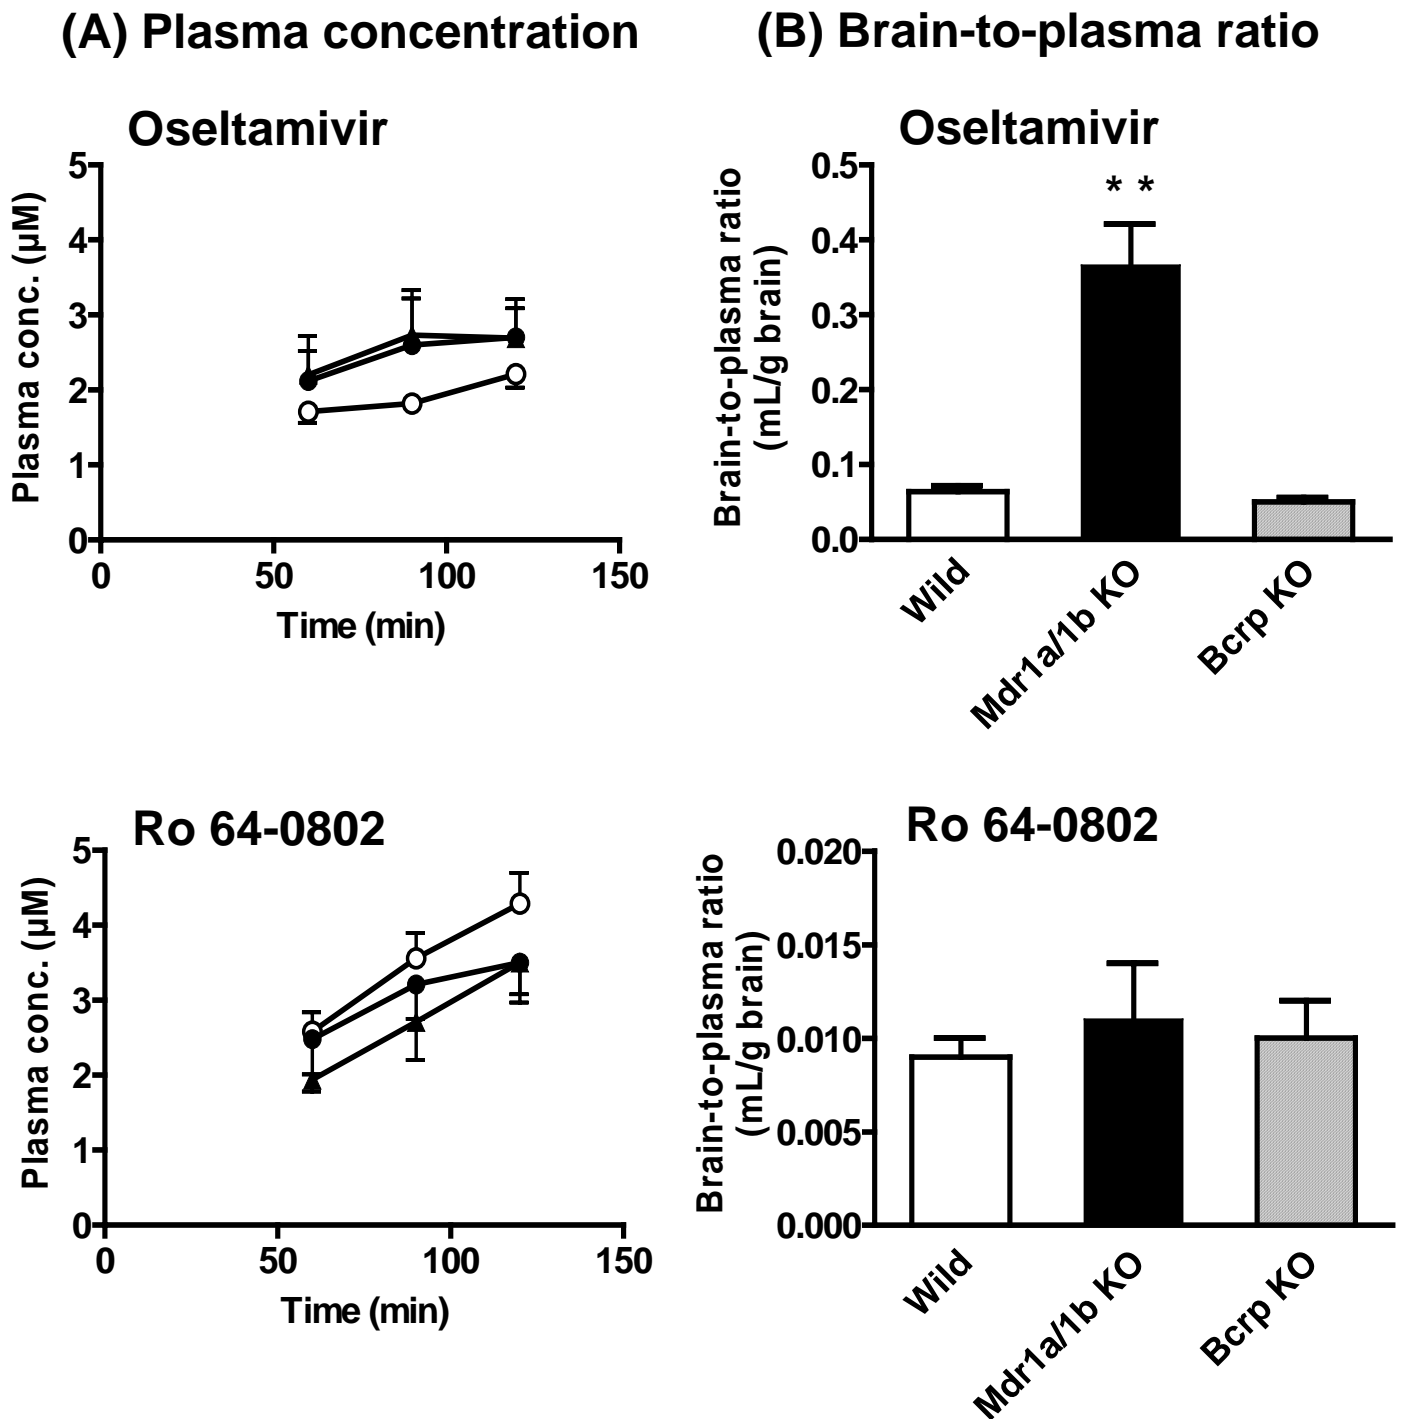 (A) Plasma concentration
(B) Brain-to-plasma ratio
Oseltamivir
5
4
3
2
1
0
Plasma conc. (µM)
0 50 100 150
Time (min)
Oseltamivir
* *
0.5
0.4
0.3
0.2
0.1
0.0
Brain-to-plasma ratio
(mL/g brain)
Wild
Mdr1a/1b KO
Bcrp KO
Ro 64-0802
5
4
3
2
1
0
Plasma conc. (µM)
0 50 100 150
Time (min)
Ro 64-0802
0.020
0.015
0.010
0.005
0.000
Brain-to-plasma ratio
(mL/g brain)
Wild
Mdr1a/1b KO
Bcrp KO